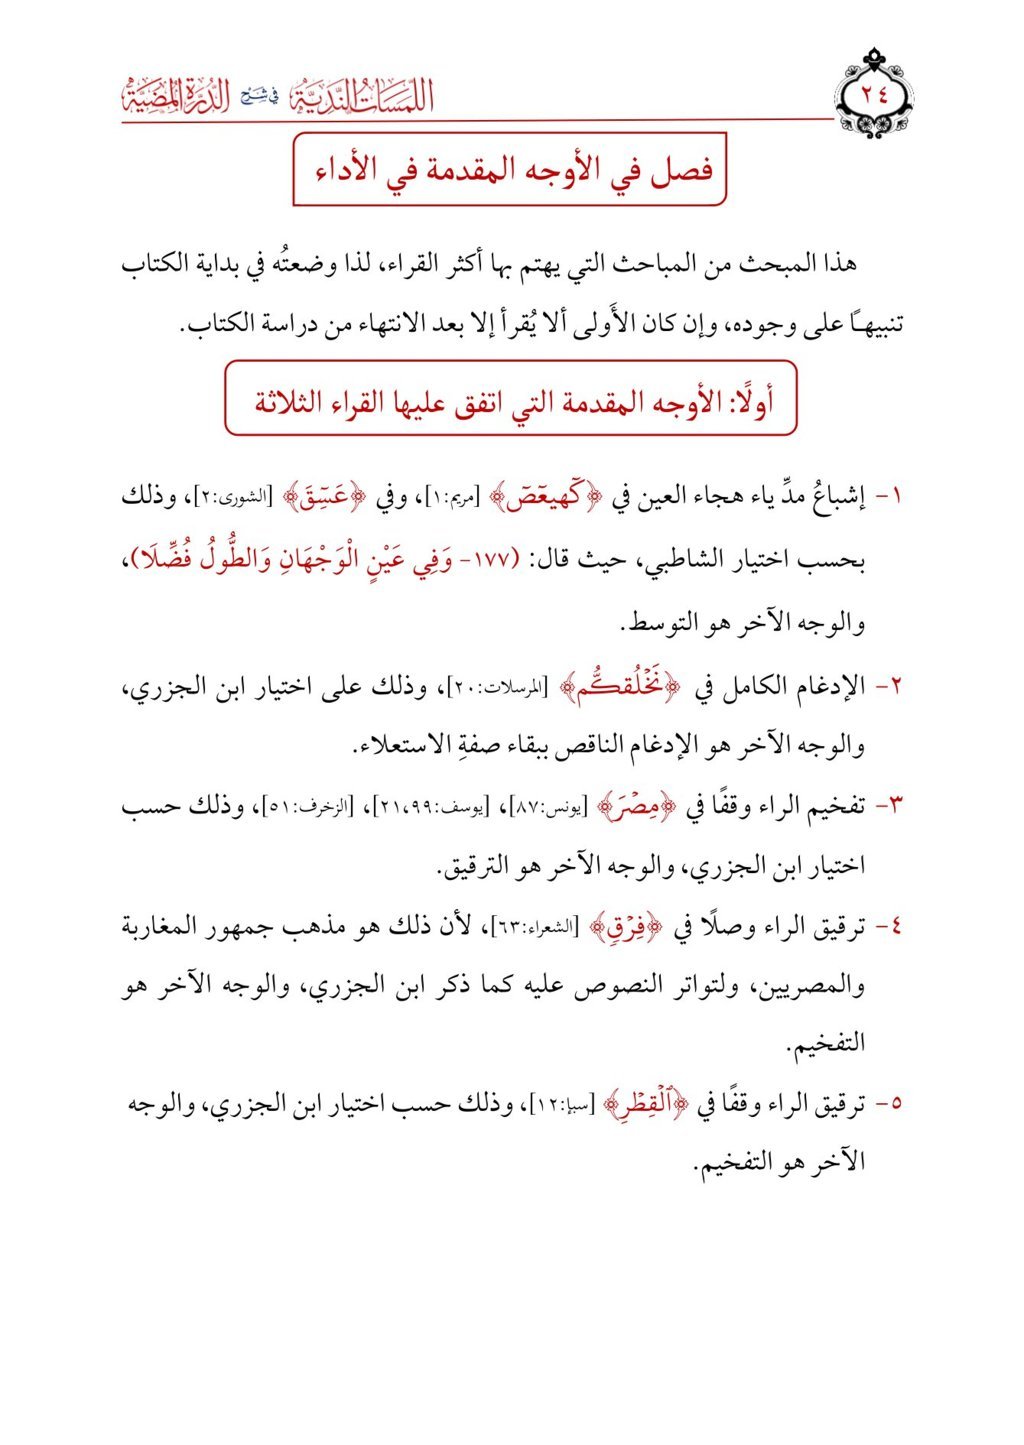 اللمسات الندية في شرح الدرة المضية
٢٤
فصل في الأوجه المقدمة في الأداء
هذا المبحث من المباحث التي يهتم بها أكثر القراء، لذا وضعتُه في بداية الكتاب
تنبيهًا على وجوده، وإن كان الأَولى ألا يُقرأ إلا بعد الانتهاء من دراسة الكتاب.
أولًا: الأوجه المقدمة التي اتفق عليها القراء الثلاثة
١- إشباعُ مدِّ ياء هجاء العين في ﴿كٓهيعٓصٓ﴾ [مريم:١]، وفي ﴿عٓسٓقٓ﴾ [الشورى:٢]، وذلك
بحسب اختيار الشاطبي، حيث قال: (١٧٧- وَفِي عَيْنٍ الْوَجْهَانِ وَالطُّولُ فُضِّلَا)،
والوجه الآخر هو التوسط.
٢- الإدغام الكامل في ﴿نَخْلُقكُّم﴾ [المرسلات:٢٠]، وذلك على اختيار ابن الجزري،
والوجه الآخر هو الإدغام الناقص ببقاء صفةِ الاستعلاء.
٣- تفخيم الراء وقفًا في ﴿مِصْرَ﴾ [يونس:٨٧]، [يوسف:٢١،٩٩]، [الزخرف:٥١]، وذلك حسب
اختيار ابن الجزري، والوجه الآخر هو الترقيق.
٤- ترقيق الراء وصلًا في ﴿فِرْقٍ﴾ [الشعراء:٦٣]، لأن ذلك هو مذهب جمهور المغاربة
والمصريين، ولتواتر النصوص عليه كما ذكر ابن الجزري، والوجه الآخر هو
التفخيم.
٥- ترقيق الراء وقفًا في ﴿ٱلْقِطْرِ﴾ [سبإ:١٢]، وذلك حسب اختيار ابن الجزري، والوجه
الآخر هو التفخيم.